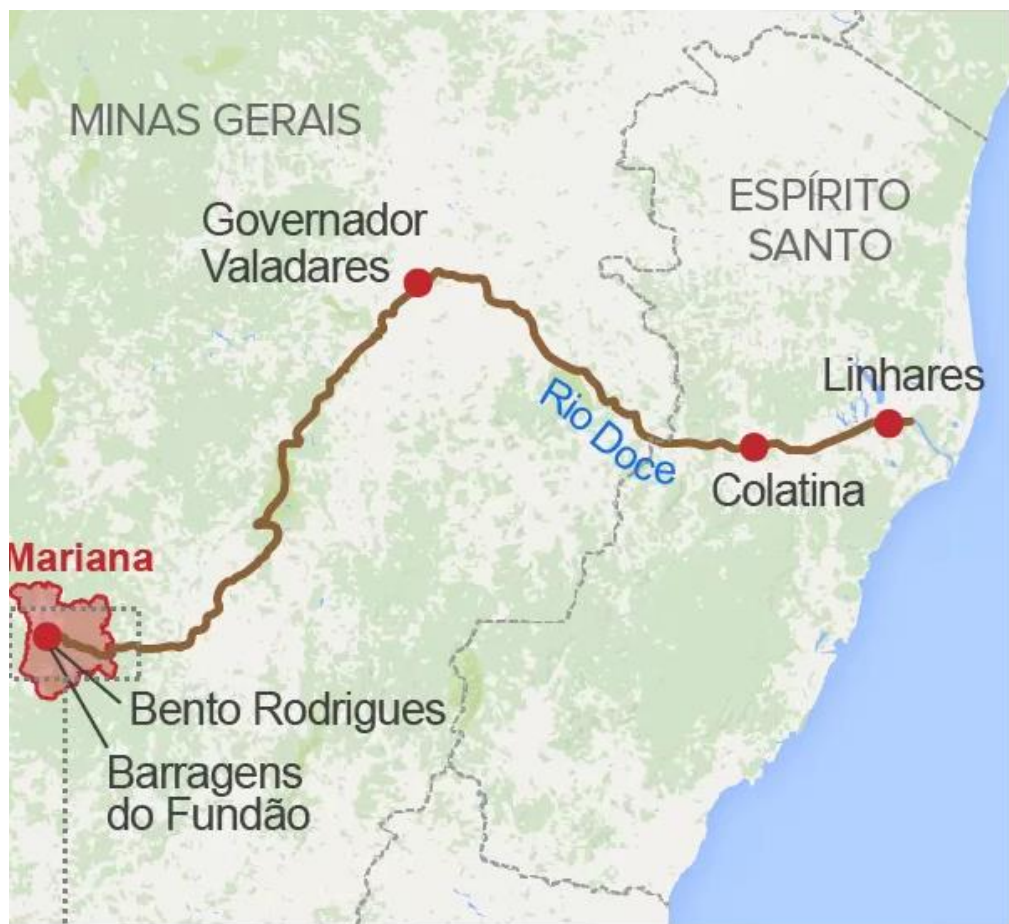 MINAS GERAIS
ESPÍRITO
SANTO
Governador
Valadares
Linhares
Rio Doce
Colatina
Mariana
Bento Rodrigues
Barragens
do Fundão